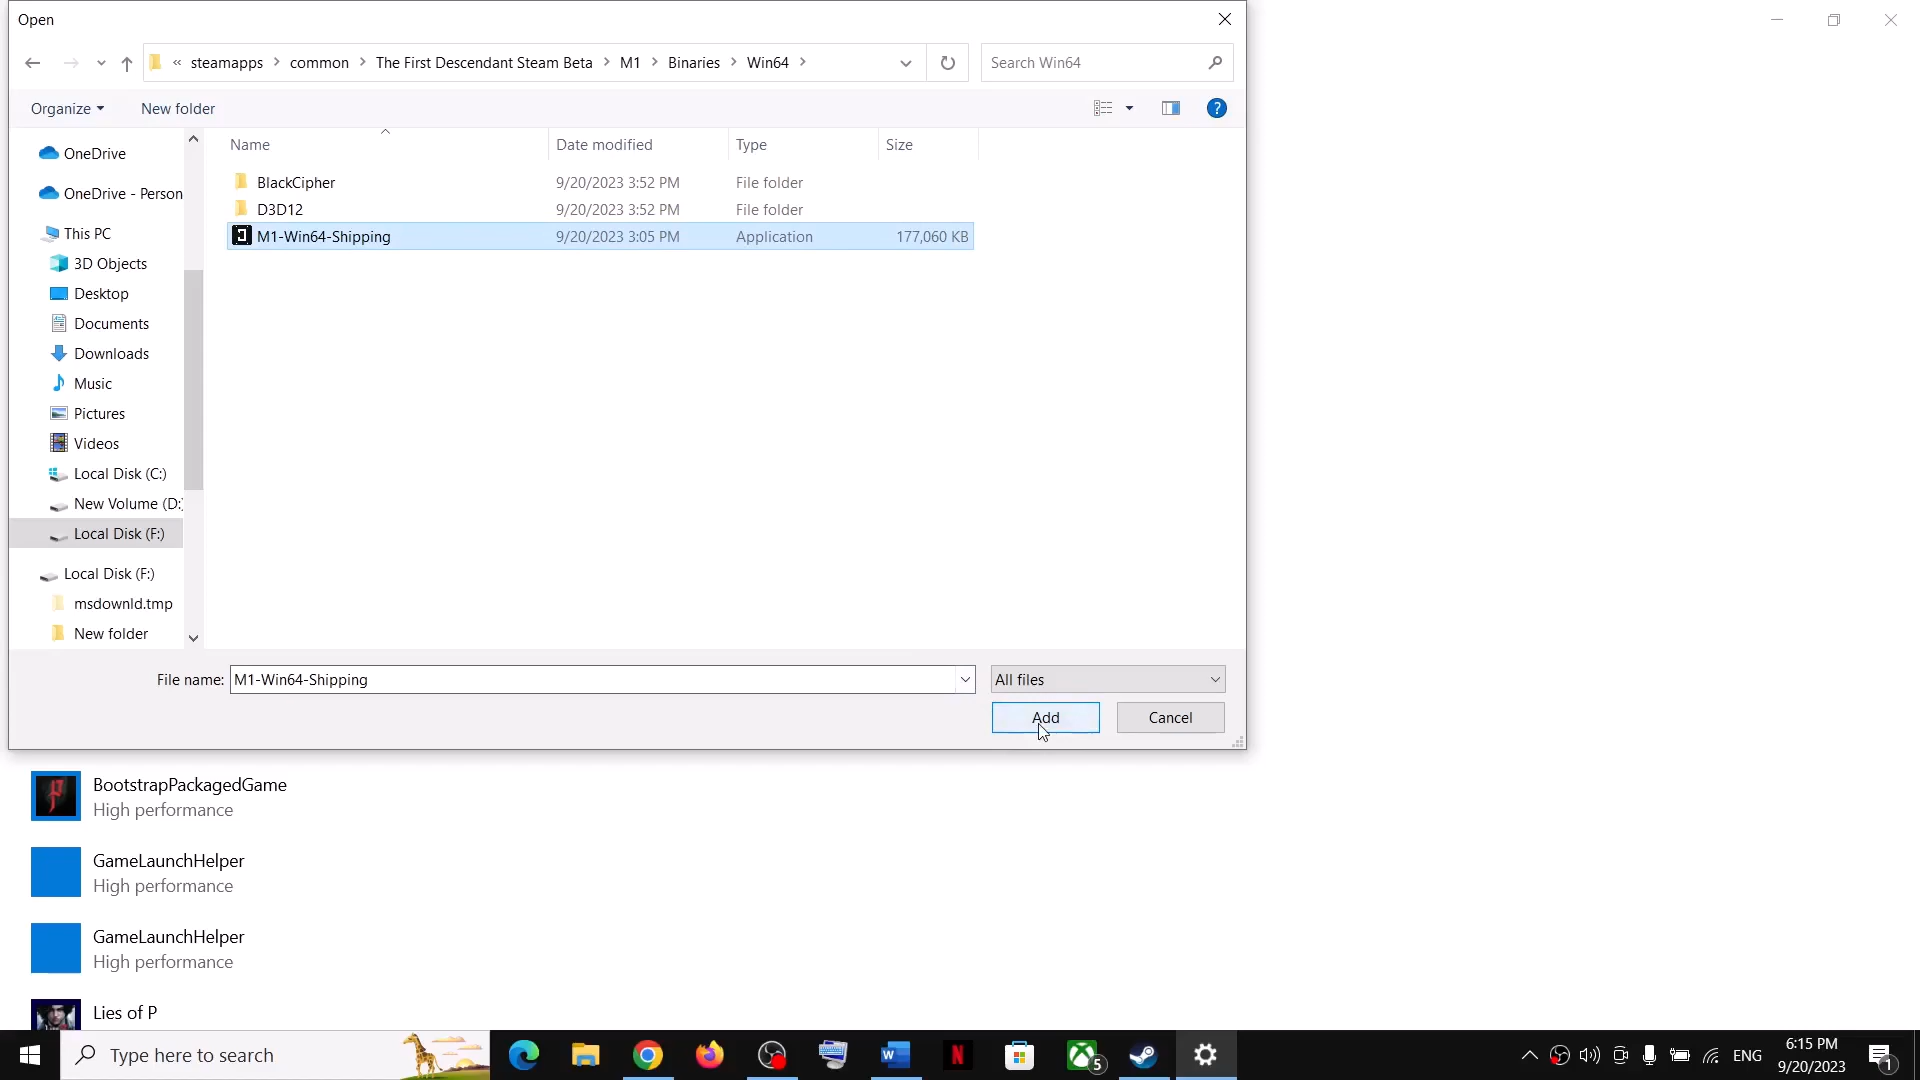 Open
« steamapps > common > The First Descendant Steam Beta > M1 > Binaries > Win64 >
Search Win64
Organize
New folder
?
Name
Date modified
Type
Size
BlackCipher
9/20/2023 3:52 PM
File folder
D3D12
9/20/2023 3:52 PM
File folder
M1-Win64-Shipping
9/20/2023 3:05 PM
Application
177,060 KB
OneDrive
OneDrive - Person
This PC
3D Objects
Desktop
Documents
Downloads
Music
Pictures
Videos
Local Disk (C:)
New Volume (D:)
Local Disk (F:)
Local Disk (F:)
msdownld.tmp
New folder
File name:
M1-Win64-Shipping
All files
Add
Cancel
BootstrapPackagedGame
High performance
GameLaunchHelper
High performance
GameLaunchHelper
High performance
Lies of P
Type here to search
W
N
5
ENG
6:15 PM
9/20/2023
1